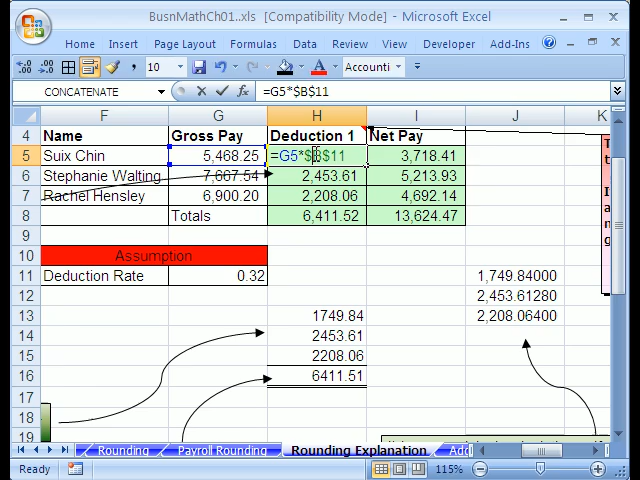 BusnMathCh01..xls [Compatibility Mode] - Microsoft Excel
Home Insert Page Layout Formulas Data Review View Developer Add-Ins
10 Accounti
CONCATENATE =G5*$B$11
F G H I J K
4 Name Gross Pay Deduction 1 Net Pay
5 Suix Chin 5,468.25 =G5*$B$11 3,718.41
6 Stephanie Walting 7,667.54 2,453.61 5,213.93
7 Rachel Hensley 6,900.20 2,208.06 4,692.14
8 Totals 6,411.52 13,624.47
9
10 Assumption
11 Deduction Rate 0.32 1,749.84000
12 2,453.61280
13 1749.84 2,208.06400
14 2453.61
15 2208.06
16 6411.51
17
18
19
Rounding Payroll Rounding Rounding Explanation Add
Ready 115%